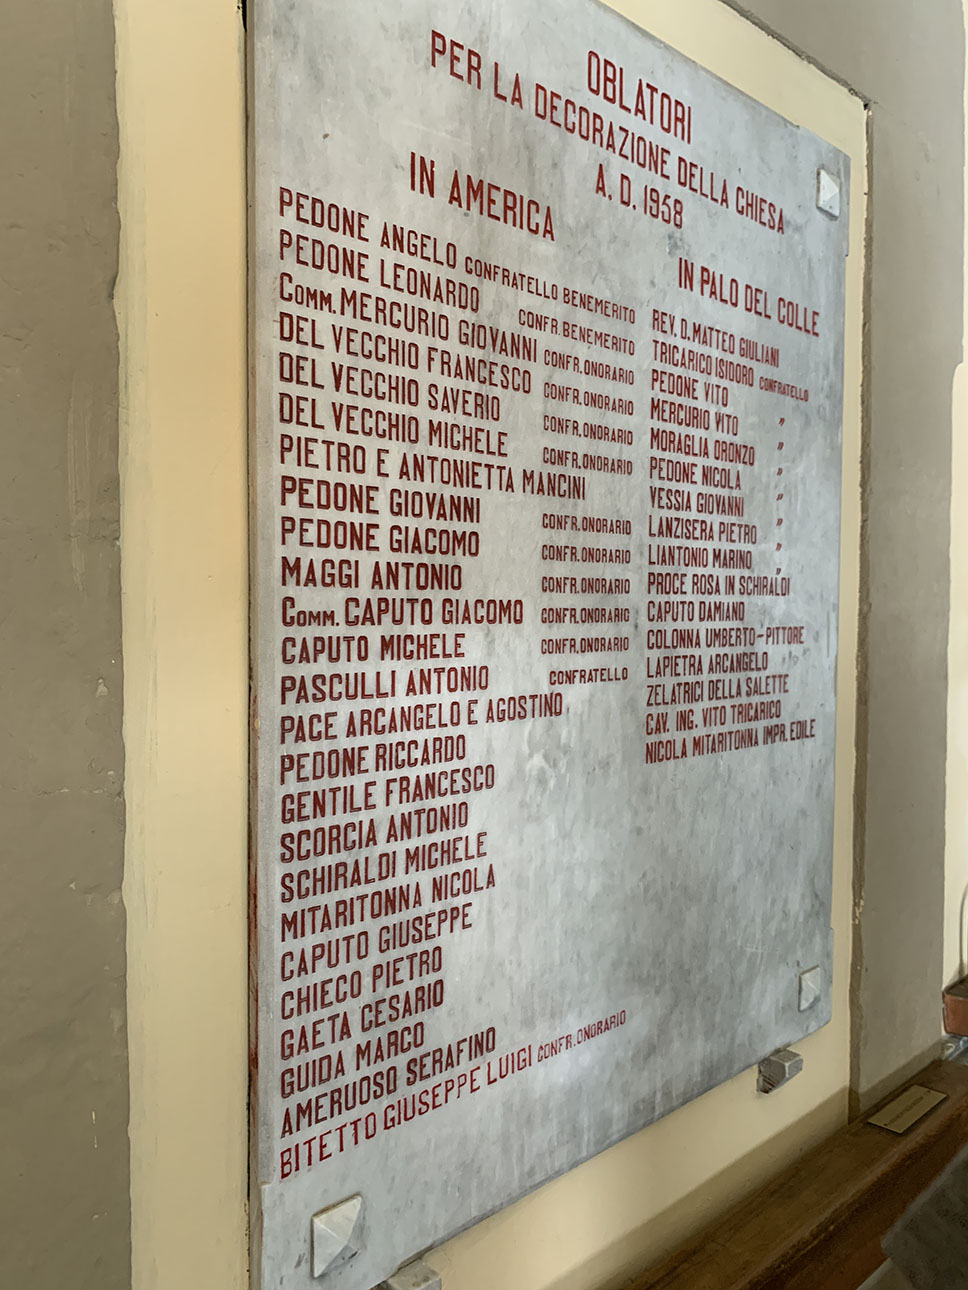 OBLATORI
PER LA DECORAZIONE DELLA CHIESA
A. D. 1958
IN AMERICA
PEDONE ANGELO CONFRATELLO BENEMERITO
PEDONE LEONARDO CONFR. BENEMERITO
COMM. MERCURIO GIOVANNI CONFR. ONORARIO
DEL VECCHIO FRANCESCO CONFR. ONORARIO
DEL VECCHIO SAVERIO CONFR. ONORARIO
DEL VECCHIO MICHELE CONFR. ONORARIO
PIETRO E ANTONIETTA MANCINI
PEDONE GIOVANNI CONFR. ONORARIO
PEDONE GIACOMO CONFR. ONORARIO
MAGGI ANTONIO CONFR. ONORARIO
COMM. CAPUTO GIACOMO CONFR. ONORARIO
CAPUTO MICHELE CONFR. ONORARIO
PASCULLI ANTONIO CONFRATELLO
PACE ARCANGELO E AGOSTINO
PEDONE RICCARDO
GENTILE FRANCESCO
SCORCIA ANTONIO
SCHIRALDI MICHELE
MITARITONNA NICOLA
CAPUTO GIUSEPPE
CHIECO PIETRO
GAETA CESARIO
GUIDA MARCO
AMERUOSO SERAFINO
BITETTO GIUSEPPE LUIGI CONFR. ONORARIO
IN PALO DEL COLLE
REV. D. MATTEO GIULIANI
TRICARICO ISIDORO CONFRATELLO
PEDONE VITO "
MERCURIO VITO "
MORAGLIA ORONZO "
PEDONE NICOLA "
VESSIA GIOVANNI "
LANZISERA PIETRO "
LIANTONIO MARINO "
PROCE ROSA IN SCHIRALDI
CAPUTO DAMIANO
COLONNA UMBERTO - PITTORE
LAPIETRA ARCANGELO
ZELATRICI DELLA SALETTE
CAV. ING. VITO TRICARICO
NICOLA MITARITONNA IMPR. EDILE